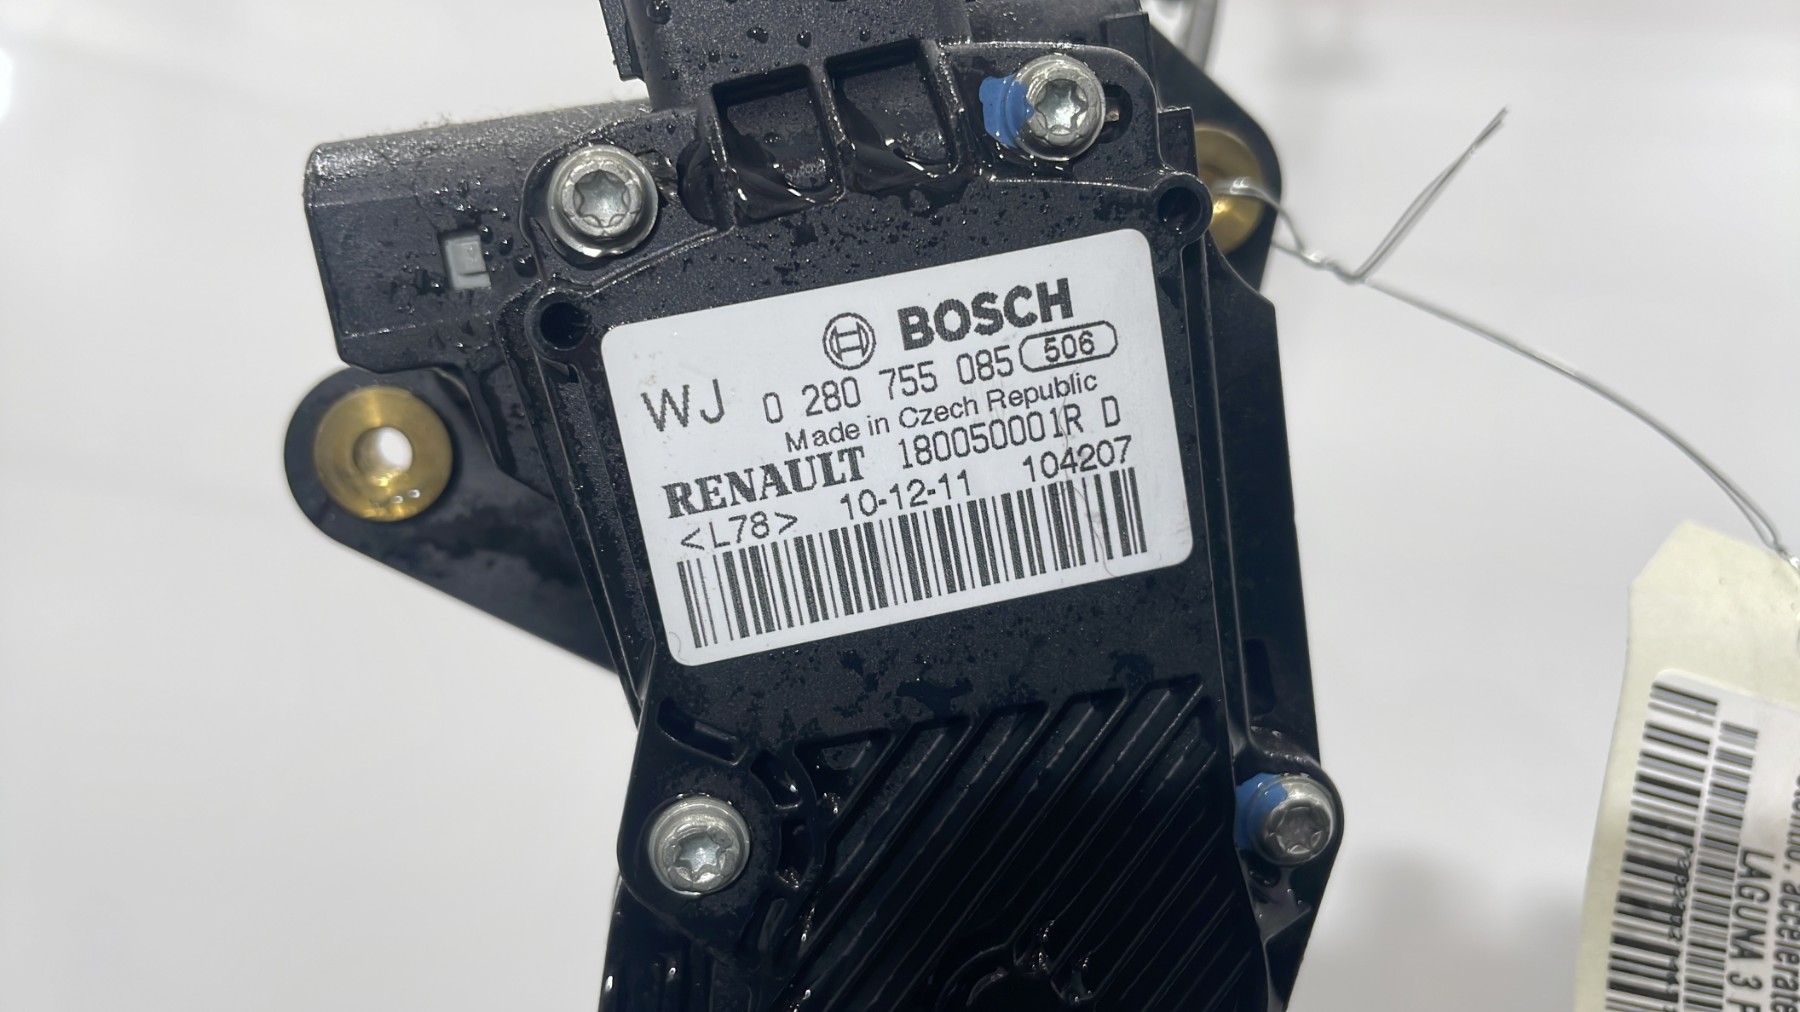 BOSCH
WJ 0 280 755 085 506
Made in Czech Republic
RENAULT 180050001R D
<L78> 10-12-11 104207
LAGUNA 3